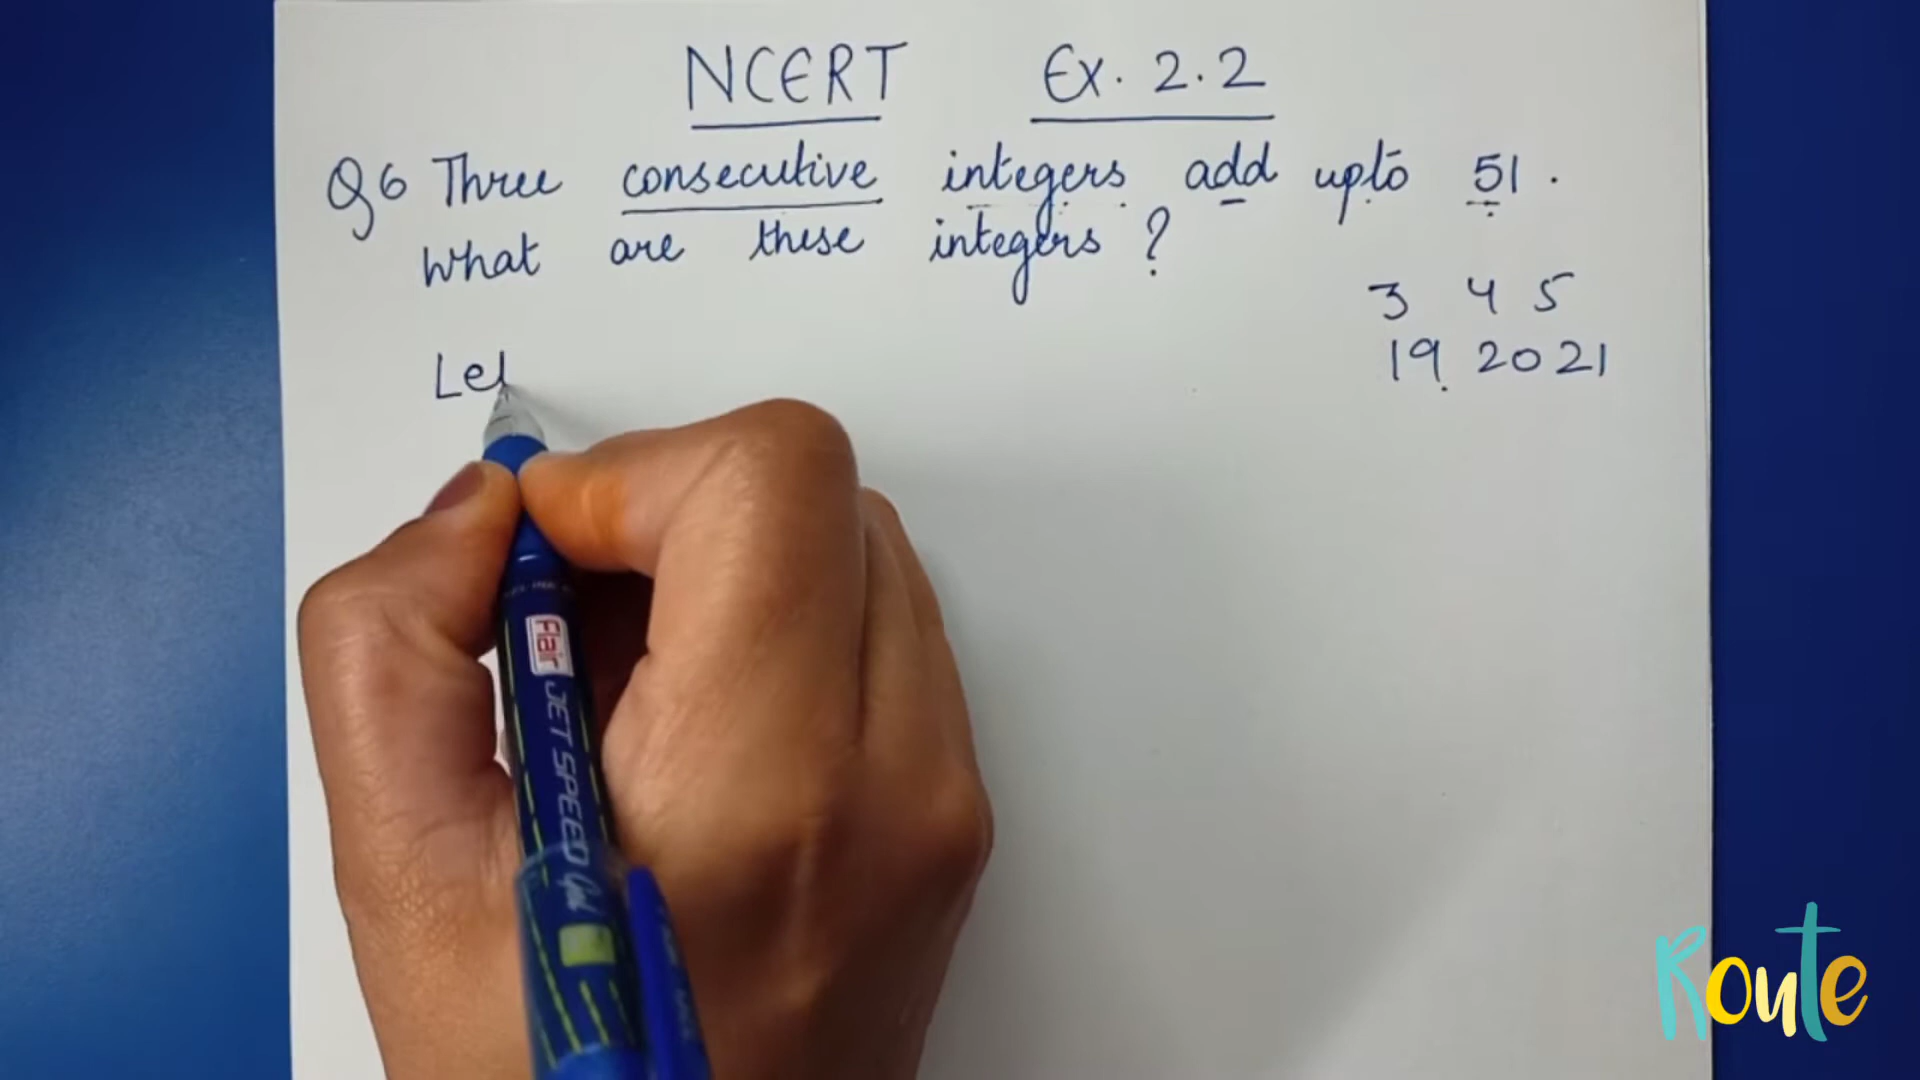 NCERT Ex. 2.2
Q6 Three consecutive integers add upto 51.
What are these integers?
3 4 5
19 20 21
Let
Flair JET SPEED Gel
Route